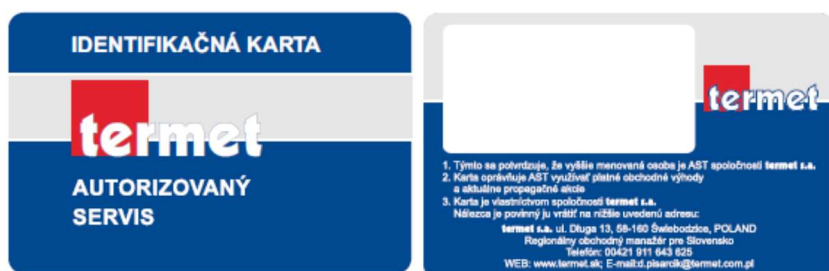 IDENTIFIKAČNÁ KARTA
termet
AUTORIZOVANÝ
SERVIS
termet
1. Týmto sa potvrdzuje, že vyššie menovaná osoba je AST spoločnosti termet s.a.
2. Karta oprávňuje AST využívať platné obchodné výhody
a aktuálne propagačné akcie
3. Karta je vlastníctvom spoločnosti termet s.a.
Nálezca je povinný ju vrátiť na nižšie uvedenú adresu:
termet s.a. ul. Długa 13, 58-160 Świebodzice, POLAND
Regionálny obchodný manažér pre Slovensko
Telefón: 00421 911 643 625
WEB: www.termet.sk; E-mail:d.pisarcik@termet.com.pl